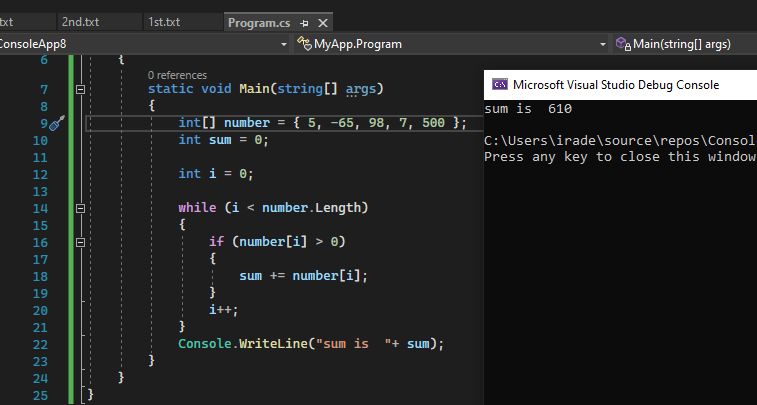 txt 2nd.txt 1st.txt Program.cs
ConsoleApp8 MyApp.Program Main(string[] args)
6 {
0 references
7 static void Main(string[] args)
8 {
9 int[] number = { 5, -65, 98, 7, 500 };
10 int sum = 0;
11
12 int i = 0;
13
14 while (i < number.Length)
15 {
16 if (number[i] > 0)
17 {
18 sum += number[i];
19 }
20 i++;
21 }
22 Console.WriteLine("sum is  "+ sum);
23 }
24 }
25 }
C:\ Microsoft Visual Studio Debug Console
sum is  610
C:\Users\irade\source\repos\Consol
Press any key to close this window